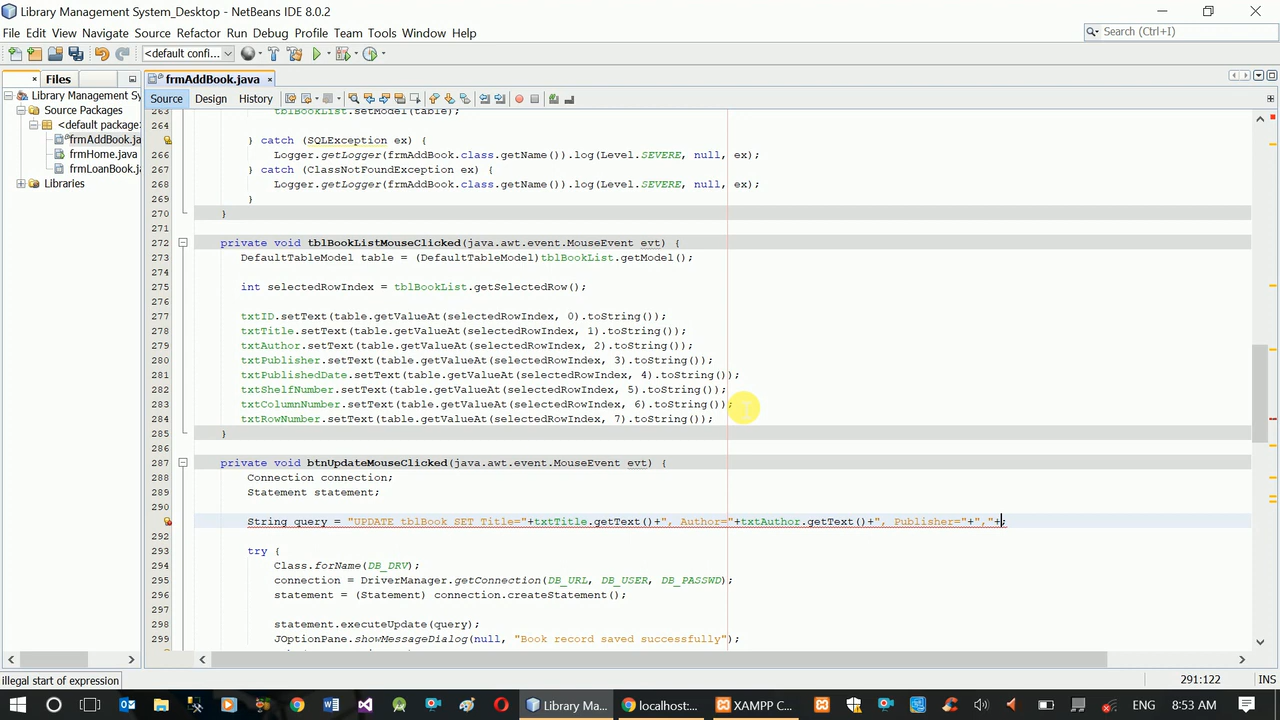 Library Management System_Desktop - NetBeans IDE 8.0.2
File Edit View Navigate Source Refactor Run Debug Profile Team Tools Window Help
Search (Ctrl+I)
<default confi...
Files
frmAddBook.java
Library Management Sy
Source Packages
<default package
frmAddBook.ja
frmHome.java
frmLoanBook.ja
Libraries
Source Design History
263 tblBookList.setModel(table);
264
} catch (SQLException ex) {
266 Logger.getLogger(frmAddBook.class.getName()).log(Level.SEVERE, null, ex);
267 } catch (ClassNotFoundException ex) {
268 Logger.getLogger(frmAddBook.class.getName()).log(Level.SEVERE, null, ex);
269 }
270 }
272 private void tblBookListMouseClicked(java.awt.event.MouseEvent evt) {
273 DefaultTableModel table = (DefaultTableModel)tblBookList.getModel();
274
275 int selectedRowIndex = tblBookList.getSelectedRow();
276
277 txtID.setText(table.getValueAt(selectedRowIndex, 0).toString());
278 txtTitle.setText(table.getValueAt(selectedRowIndex, 1).toString());
279 txtAuthor.setText(table.getValueAt(selectedRowIndex, 2).toString());
280 txtPublisher.setText(table.getValueAt(selectedRowIndex, 3).toString());
281 txtPublishedDate.setText(table.getValueAt(selectedRowIndex, 4).toString());
282 txtShelfNumber.setText(table.getValueAt(selectedRowIndex, 5).toString());
283 txtColumnNumber.setText(table.getValueAt(selectedRowIndex, 6).toString());
284 txtRowNumber.setText(table.getValueAt(selectedRowIndex, 7).toString());
285 }
286
287 private void btnUpdateMouseClicked(java.awt.event.MouseEvent evt) {
288 Connection connection;
289 Statement statement;
290
String query = "UPDATE tblBook SET Title="+txtTitle.getText()+", Author="+txtAuthor.getText()+", Publisher="+","+;
292
293 try {
294 Class.forName(DB_DRV);
295 connection = DriverManager.getConnection(DB_URL, DB_USER, DB_PASSWD);
296 statement = (Statement) connection.createStatement();
297
298 statement.executeUpdate(query);
299 JOptionPane.showMessageDialog(null, "Book record saved successfully");
illegal start of expression
291:122
INS
Library Ma...
localhost:...
XAMPP C...
ENG
8:53 AM